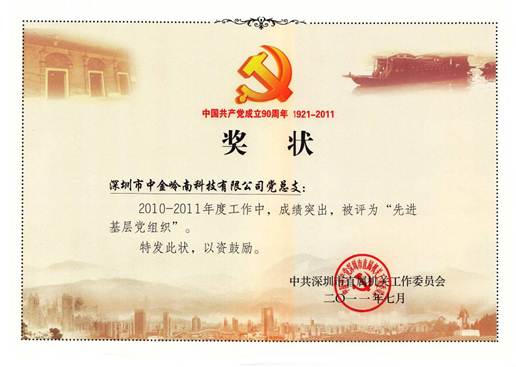 中国共产党成立90周年 1921-2011
奖 状
深圳市中金岭南科技有限公司党总支：
2010-2011年度工作中，成绩突出，被评为“先进
基层党组织”。
特发此状，以资鼓励。
中共深圳市直属机关工作委员会
二〇一一年七月